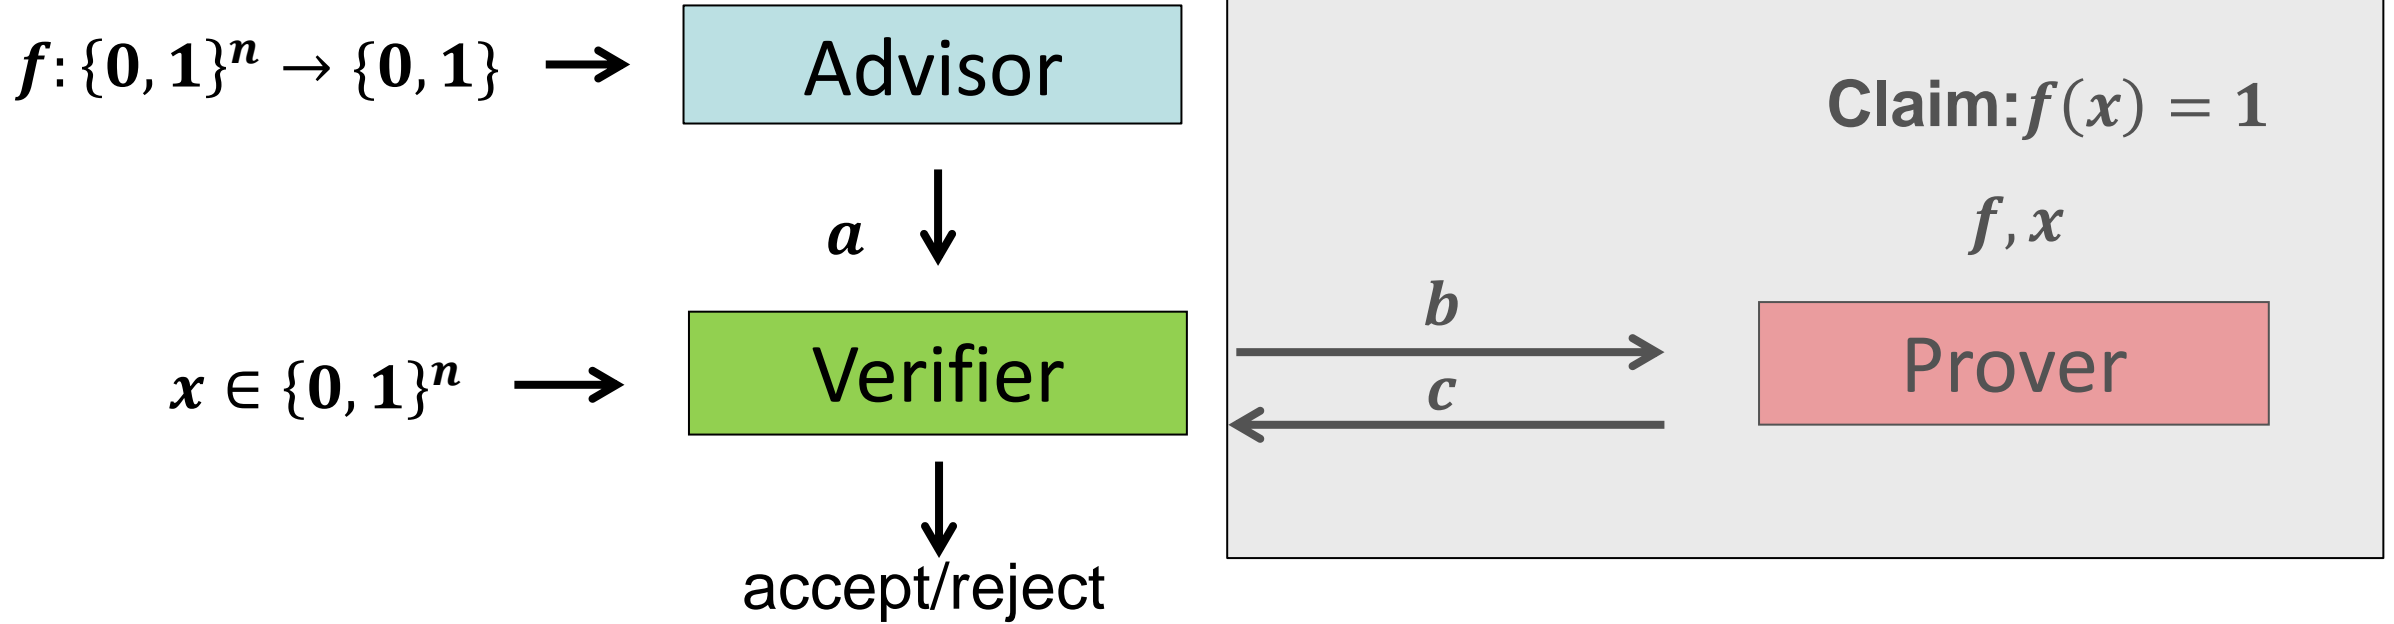 f: {0, 1}ⁿ → {0, 1}
Advisor
Claim: f(x) = 1
f, x
a
b
x ∈ {0, 1}ⁿ
Verifier
c
Prover
accept/reject